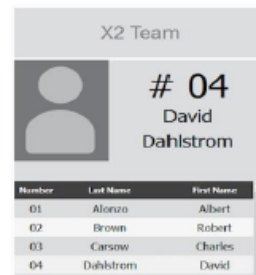 X2 Team
# 04
David
Dahlstrom
Number Last Name First Name
01 Alonzo Albert
02 Brown Robert
03 Carsow Charles
04 Dahlstrom David